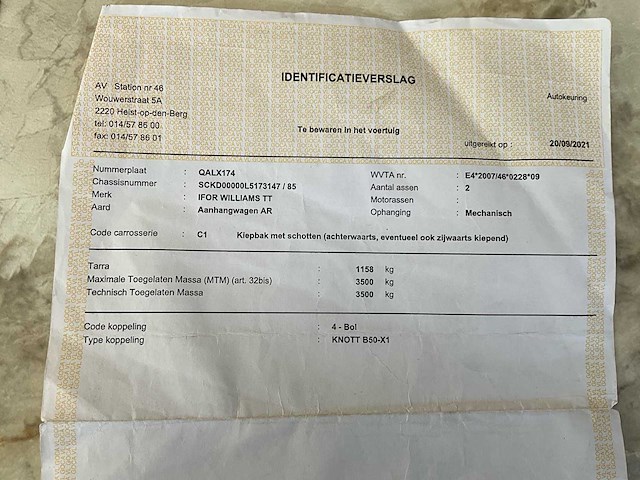 IDENTIFICATIEVERSLAG
AV Station nr 46
Wouwerstraat 5A
2220 Heist-op-den-Berg
tel: 014/57 86 00
fax: 014/57 86 01
Autokeuring
Te bewaren in het voertuig
uitgereikt op : 20/09/2021
Nummerplaat : QALX174
WVTA nr. : E4*2007/46*0228*09
Chassisnummer : SCKD00000L5173147 / 85
Aantal assen : 2
Merk : IFOR WILLIAMS TT
Motorassen :
Aard : Aanhangwagen AR
Ophanging : Mechanisch
Code carrosserie : C1 Kiepbak met schotten (achterwaarts, eventueel ook zijwaarts kiepend)
Tarra : 1158 kg
Maximale Toegelaten Massa (MTM) (art. 32bis) : 3500 kg
Technisch Toegelaten Massa : 3500 kg
Code koppeling : 4 - Bol
Type koppeling : KNOTT B50-X1